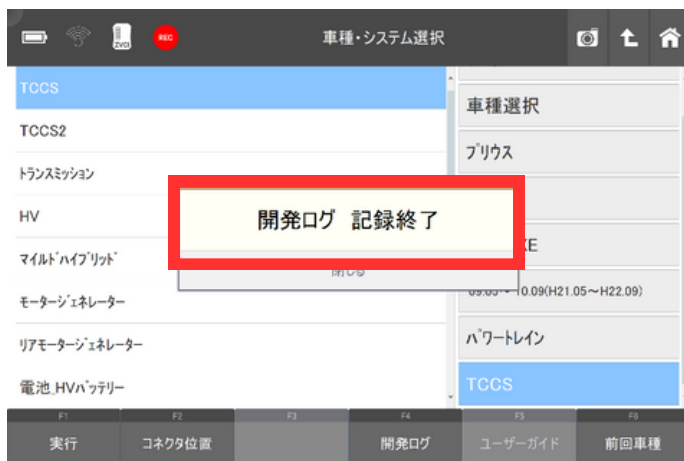 ZVCI
REC
車種・システム選択
TCCS
TCCS2
トランスミッション
HV
マイルドハイブリッド
モータージェネレーター
リアモータージェネレーター
電池_HVバッテリー
開発ログ 記録終了
閉じる
車種選択
プリウス
XE
09.05～ 10.09(H21.05～H22.09)
パワートレイン
TCCS
F1
実行
F2
コネクタ位置
F3
F4
開発ログ
F5
ユーザーガイド
F6
前回車種